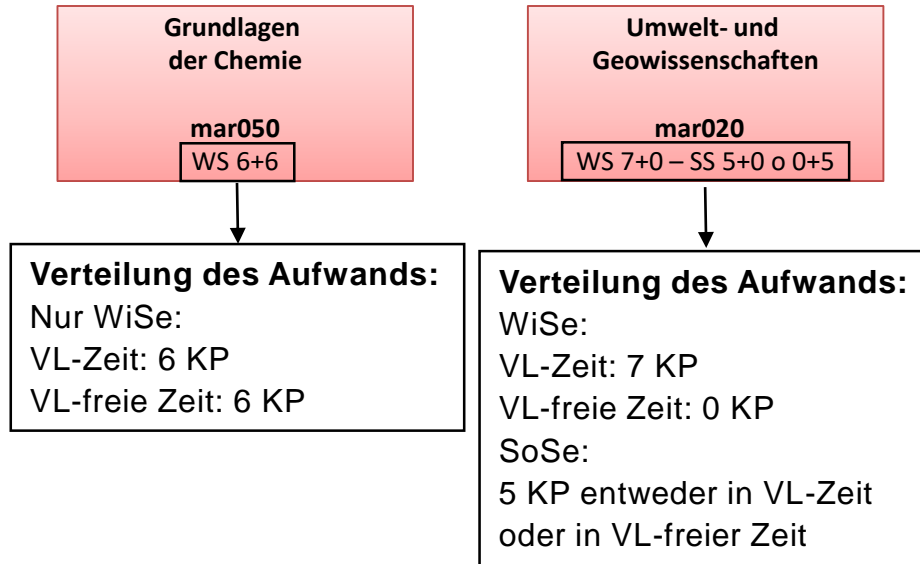 Grundlagen
der Chemie
mar050
WS 6+6
Verteilung des Aufwands:
Nur WiSe:
VL-Zeit: 6 KP
VL-freie Zeit: 6 KP
Umwelt- und
Geowissenschaften
mar020
WS 7+0 – SS 5+0 o 0+5
Verteilung des Aufwands:
WiSe:
VL-Zeit: 7 KP
VL-freie Zeit: 0 KP
SoSe:
5 KP entweder in VL-Zeit
oder in VL-freier Zeit